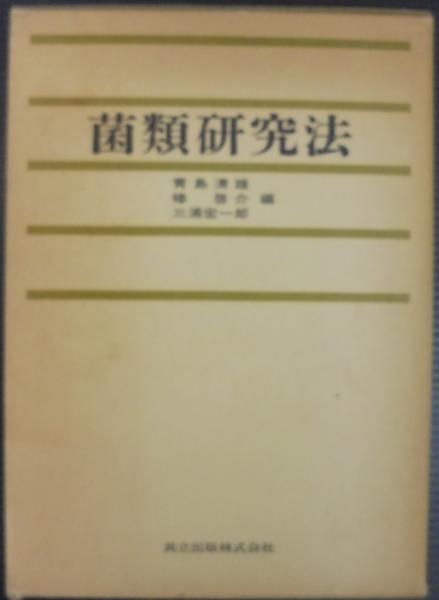 菌類研究法
青島清雄
椿啓介 編
三浦宏一郎
共立出版株式会社